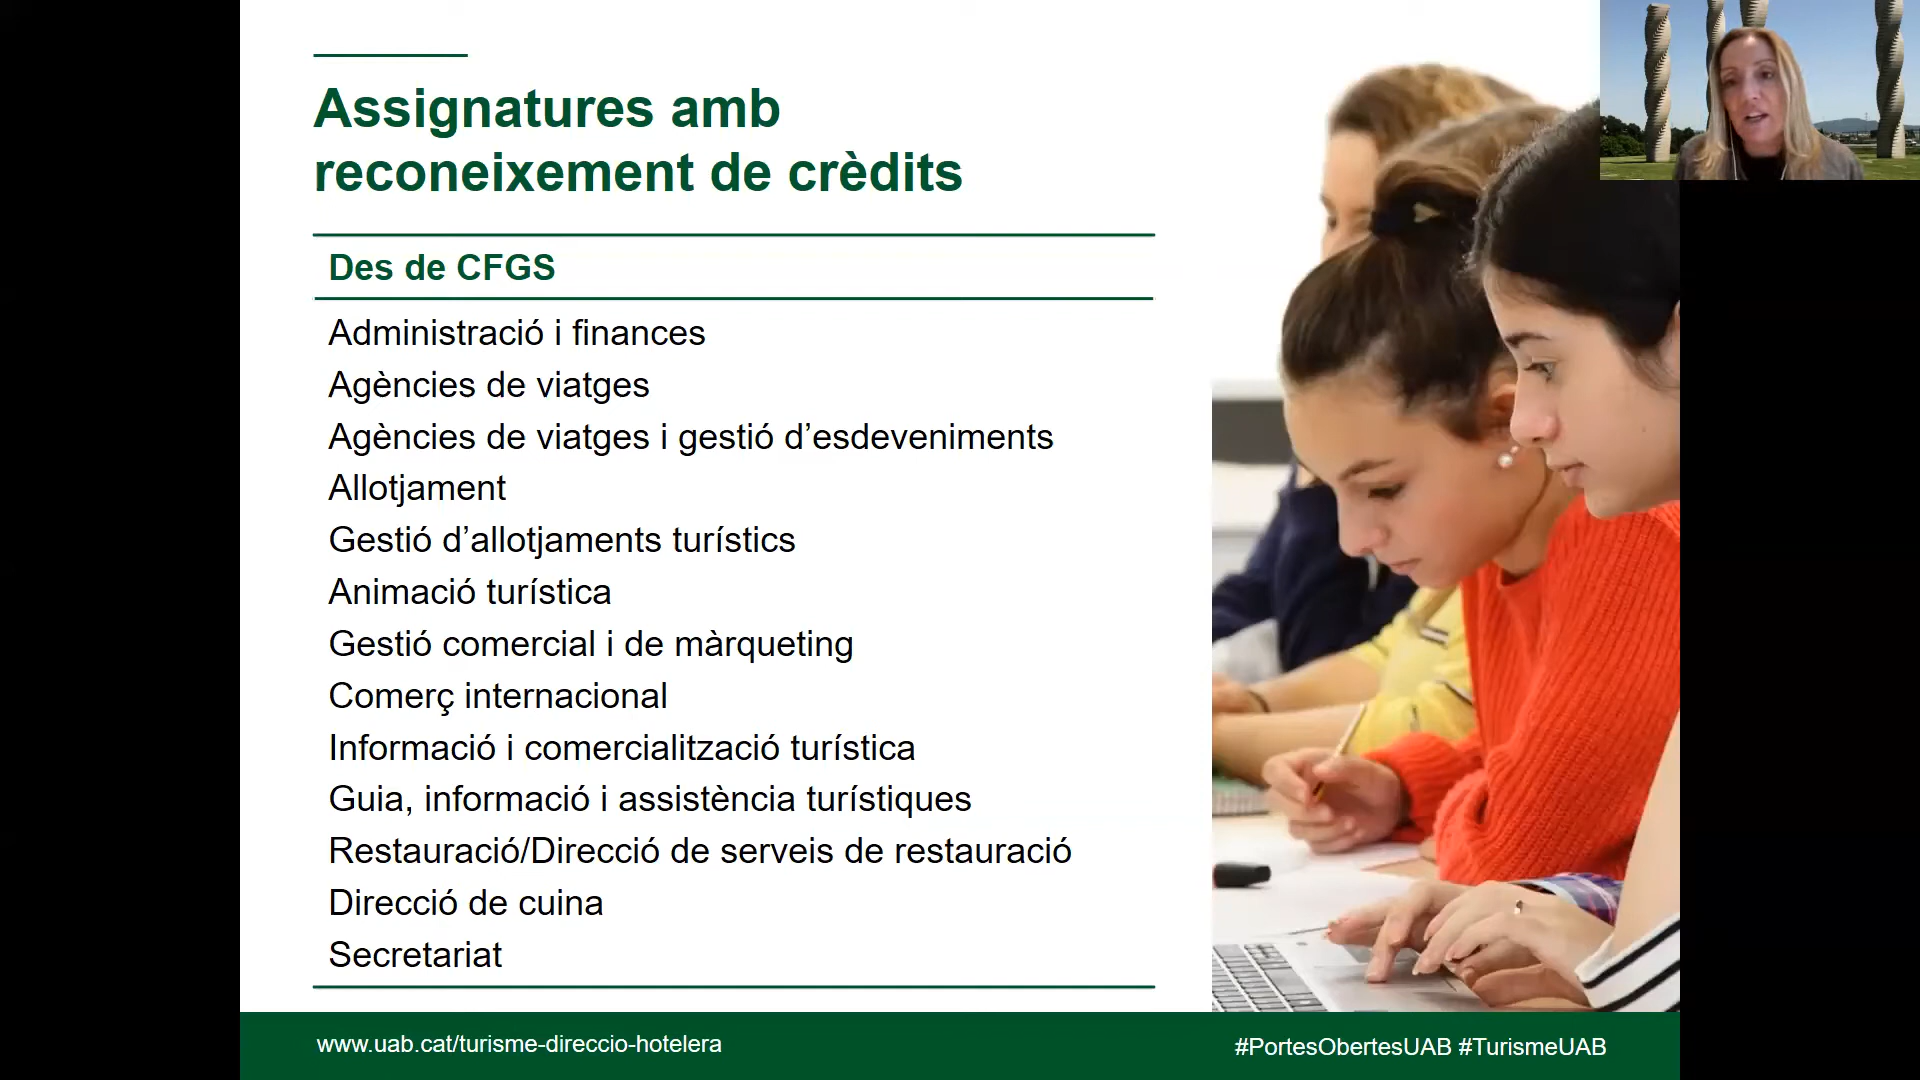 Assignatures amb
reconeixement de crèdits
Des de CFGS
Administració i finances
Agències de viatges
Agències de viatges i gestió d’esdeveniments
Allotjament
Gestió d’allotjaments turístics
Animació turística
Gestió comercial i de màrqueting
Comerç internacional
Informació i comercialització turística
Guia, informació i assistència turístiques
Restauració/Direcció de serveis de restauració
Direcció de cuina
Secretariat
www.uab.cat/turisme-direccio-hotelera
#PortesObertesUAB #TurismeUAB